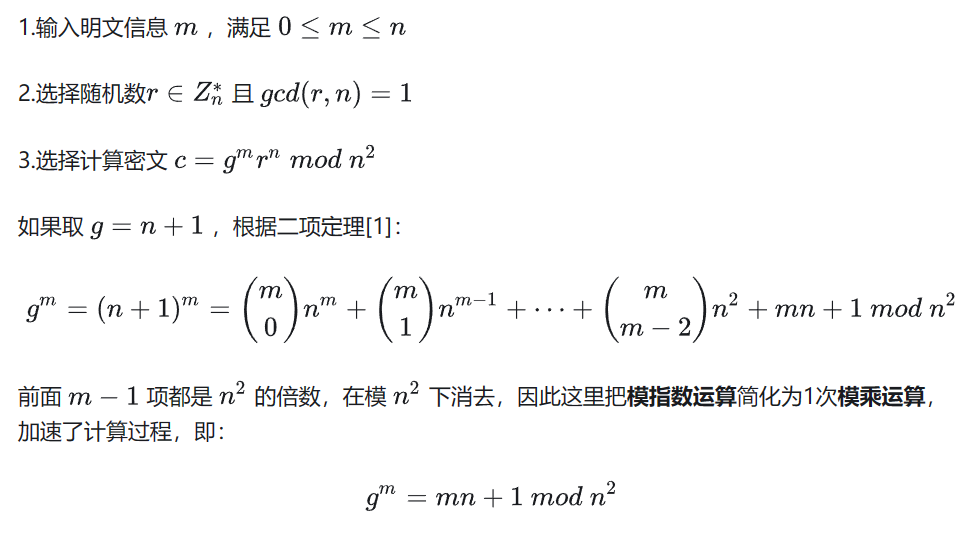 1.输入明文信息 $m$ ，满足 $0 \leq m \leq n$
2.选择随机数$r \in Z_n^*$ 且 $gcd(r, n) = 1$
3.选择计算密文 $c = g^m r^n \ mod \ n^2$
如果取 $g = n + 1$ ，根据二项定理[1]：
$g^m = (n+1)^m = \binom{m}{0} n^m + \binom{m}{1} n^{m-1} + \cdots + \binom{m}{m-2} n^2 + mn + 1 \ mod \ n^2$
前面 $m - 1$ 项都是 $n^2$ 的倍数，在模 $n^2$ 下消去，因此这里把模指数运算简化为1次模乘运算，
加速了计算过程，即：
$g^m = mn + 1 \ mod \ n^2$